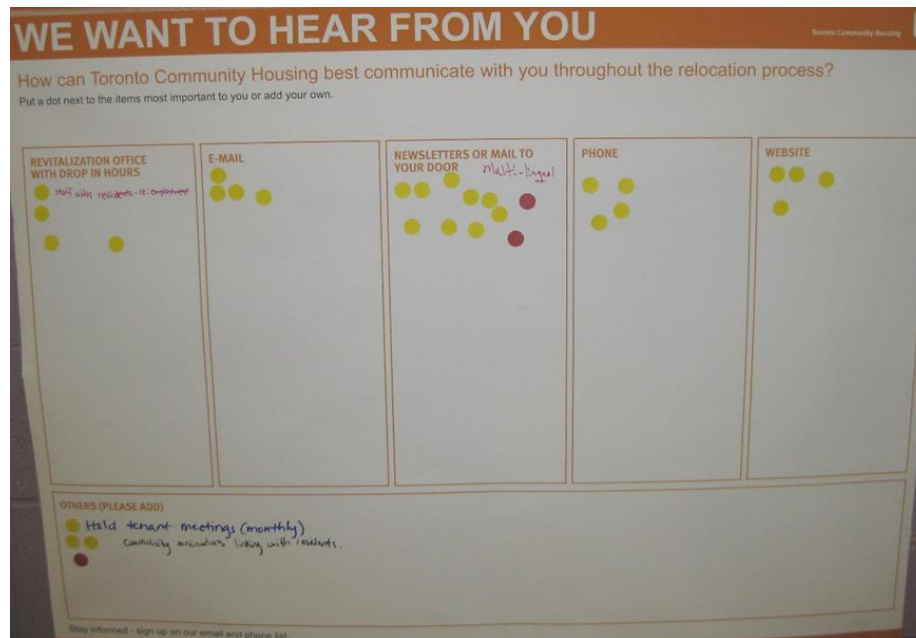 WE WANT TO HEAR FROM YOU
Toronto Community Housing
How can Toronto Community Housing best communicate with you throughout the relocation process?
Put a dot next to the items most important to you or add your own.
REVITALIZATION OFFICE
WITH DROP IN HOURS
staff with residents
E-MAIL
NEWSLETTERS OR MAIL TO
YOUR DOOR
Multi-lingual
PHONE
WEBSITE
OTHERS (PLEASE ADD)
Hold tenant meetings (monthly)
Community animators linking with residents.
Stay informed - sign up on our email and phone list